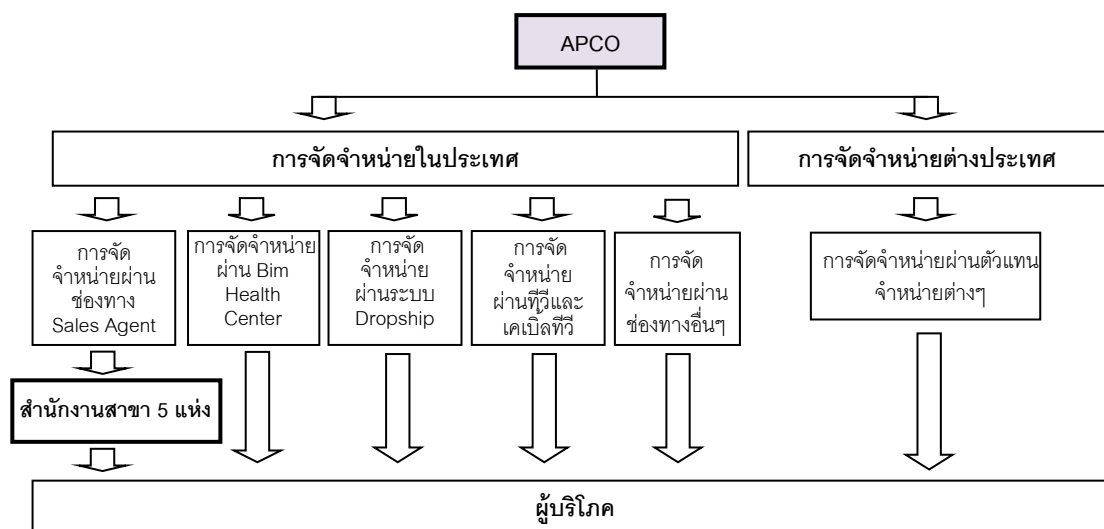 APCO
การจัดจำหน่ายในประเทศ
การจัดจำหน่ายต่างประเทศ
การจัด
จำหน่ายผ่าน
ช่องทาง
Sales Agent
การจัดจำหน่าย
ผ่าน Bim
Health
Center
การจัด
จำหน่าย
ผ่านระบบ
Dropship
การจัด
จำหน่าย
ผ่านทีวีและ
เคเบิ้ลทีวี
การจัด
จำหน่ายผ่าน
ช่องทางอื่นๆ
การจัดจำหน่ายผ่านตัวแทน
จำหน่ายต่างๆ
สำนักงานสาขา 5 แห่ง
ผู้บริโภค